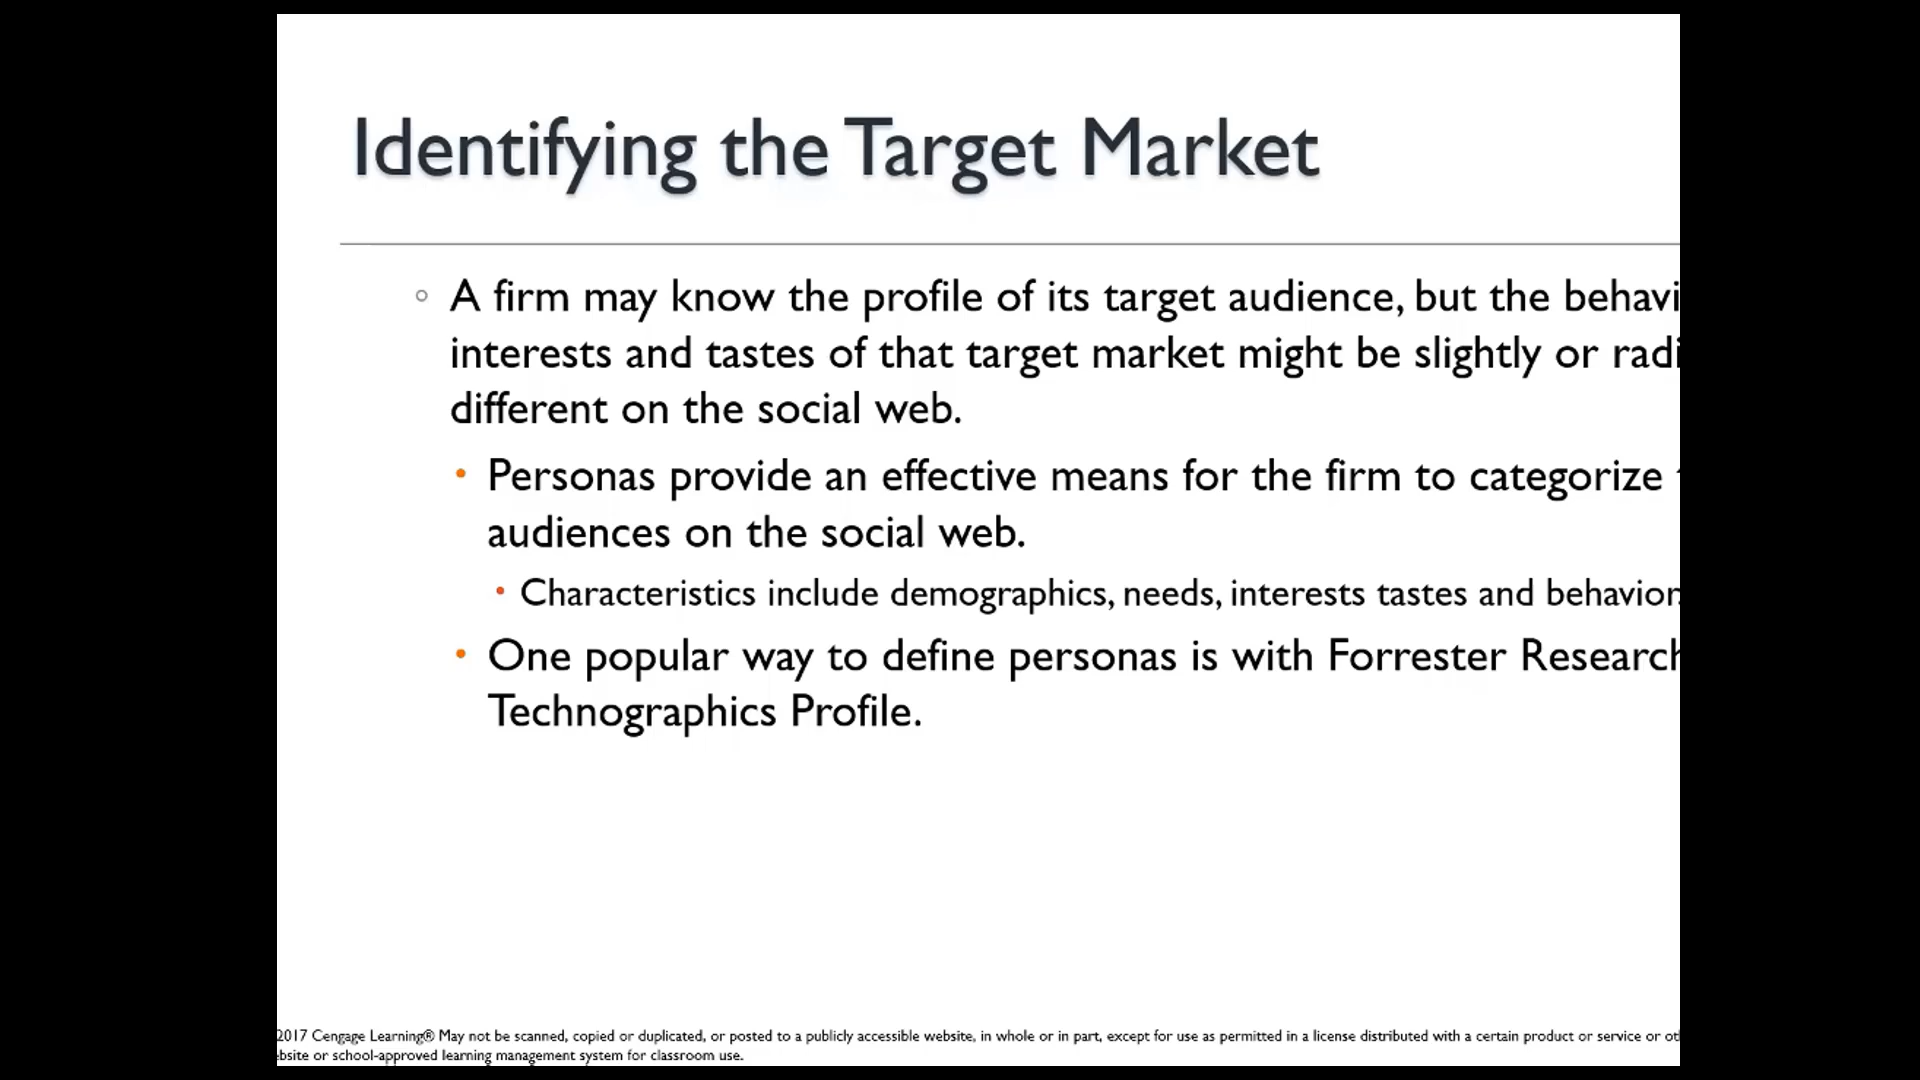 Identifying the Target Market
A firm may know the profile of its target audience, but the
interests and tastes of that target market might be slightly or
different on the social web.
Personas provide an effective means for the firm to categorize
audiences on the social web.
Characteristics include demographics, needs, interests tastes and behavior
One popular way to define personas is with Forrester Research
Technographics Profile.
2017 Cengage Learning® May not be scanned, copied or duplicated, or posted to a publicly accessible website, in whole or in part, except for use as permitted in a license distributed with a certain product or service or
or school-approved learning management system for classroom use.